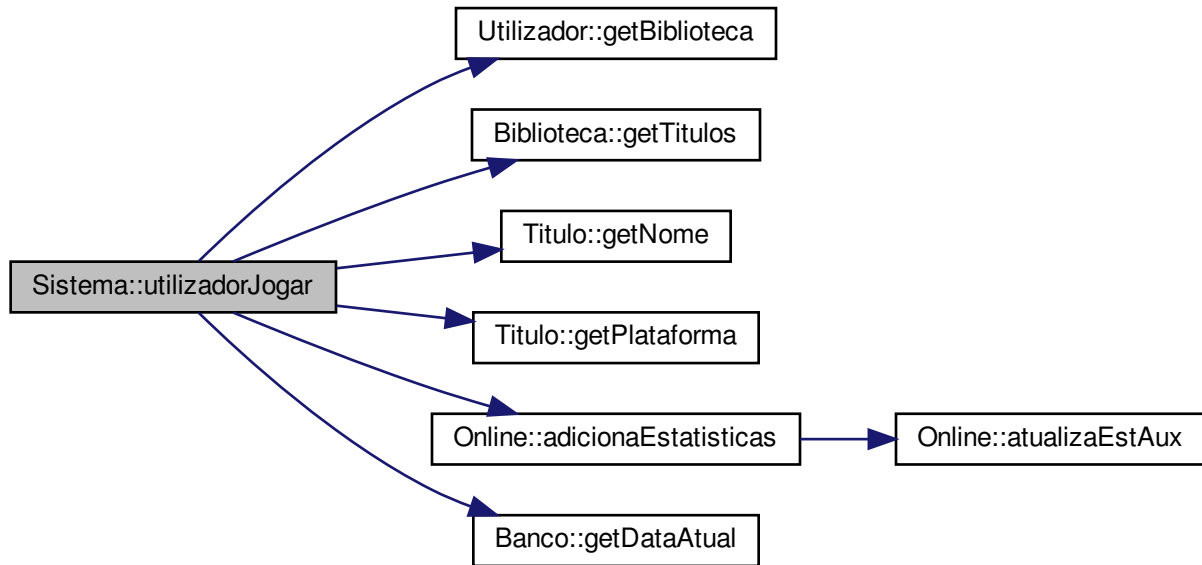 Utilizador::getBiblioteca
Biblioteca::getTitulos
Titulo::getNome
Sistema::utilizadorJogar
Titulo::getPlataforma
Online::adicionaEstatisticas
Online::atualizaEstAux
Banco::getDataAtual